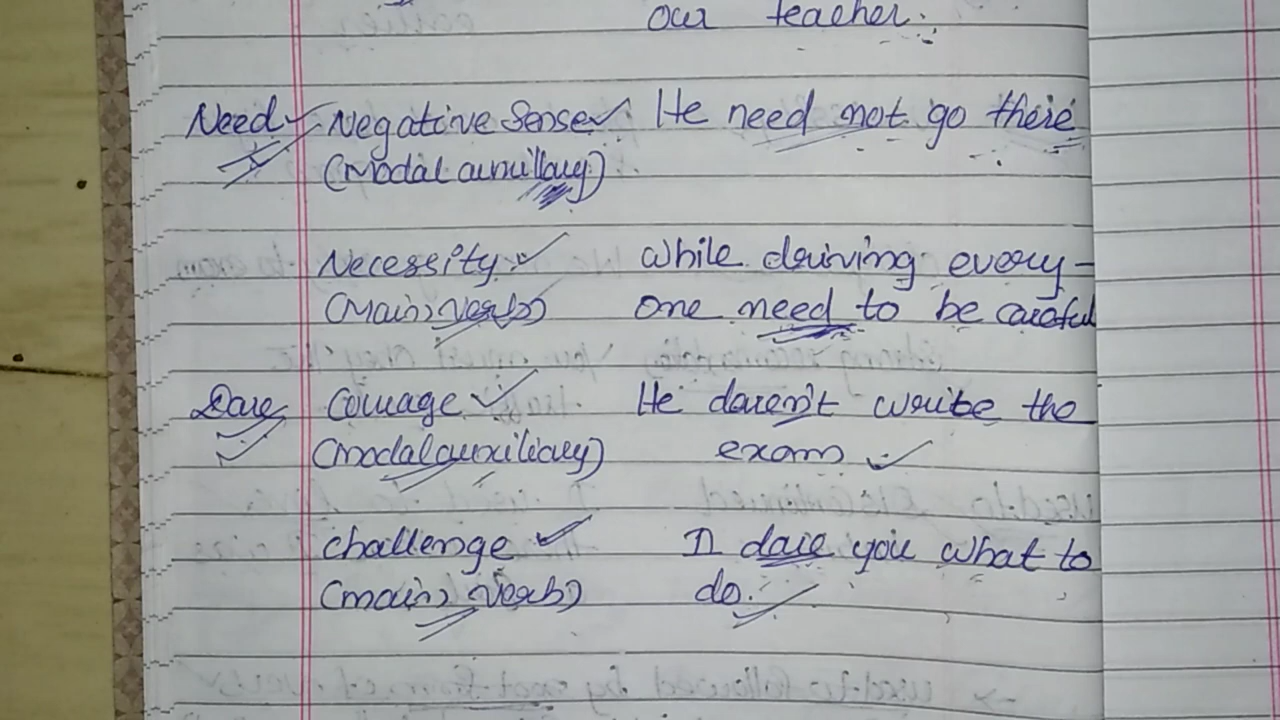 our teacher.
Need Negative Sense He need not go there
(Modal auxillary)
Necessity While driving every-
(Main verb) one need to be careful
Dare Courage He daren't write the
(modal auxiliary) exam
challenge I dare you what to
(main verb) do.